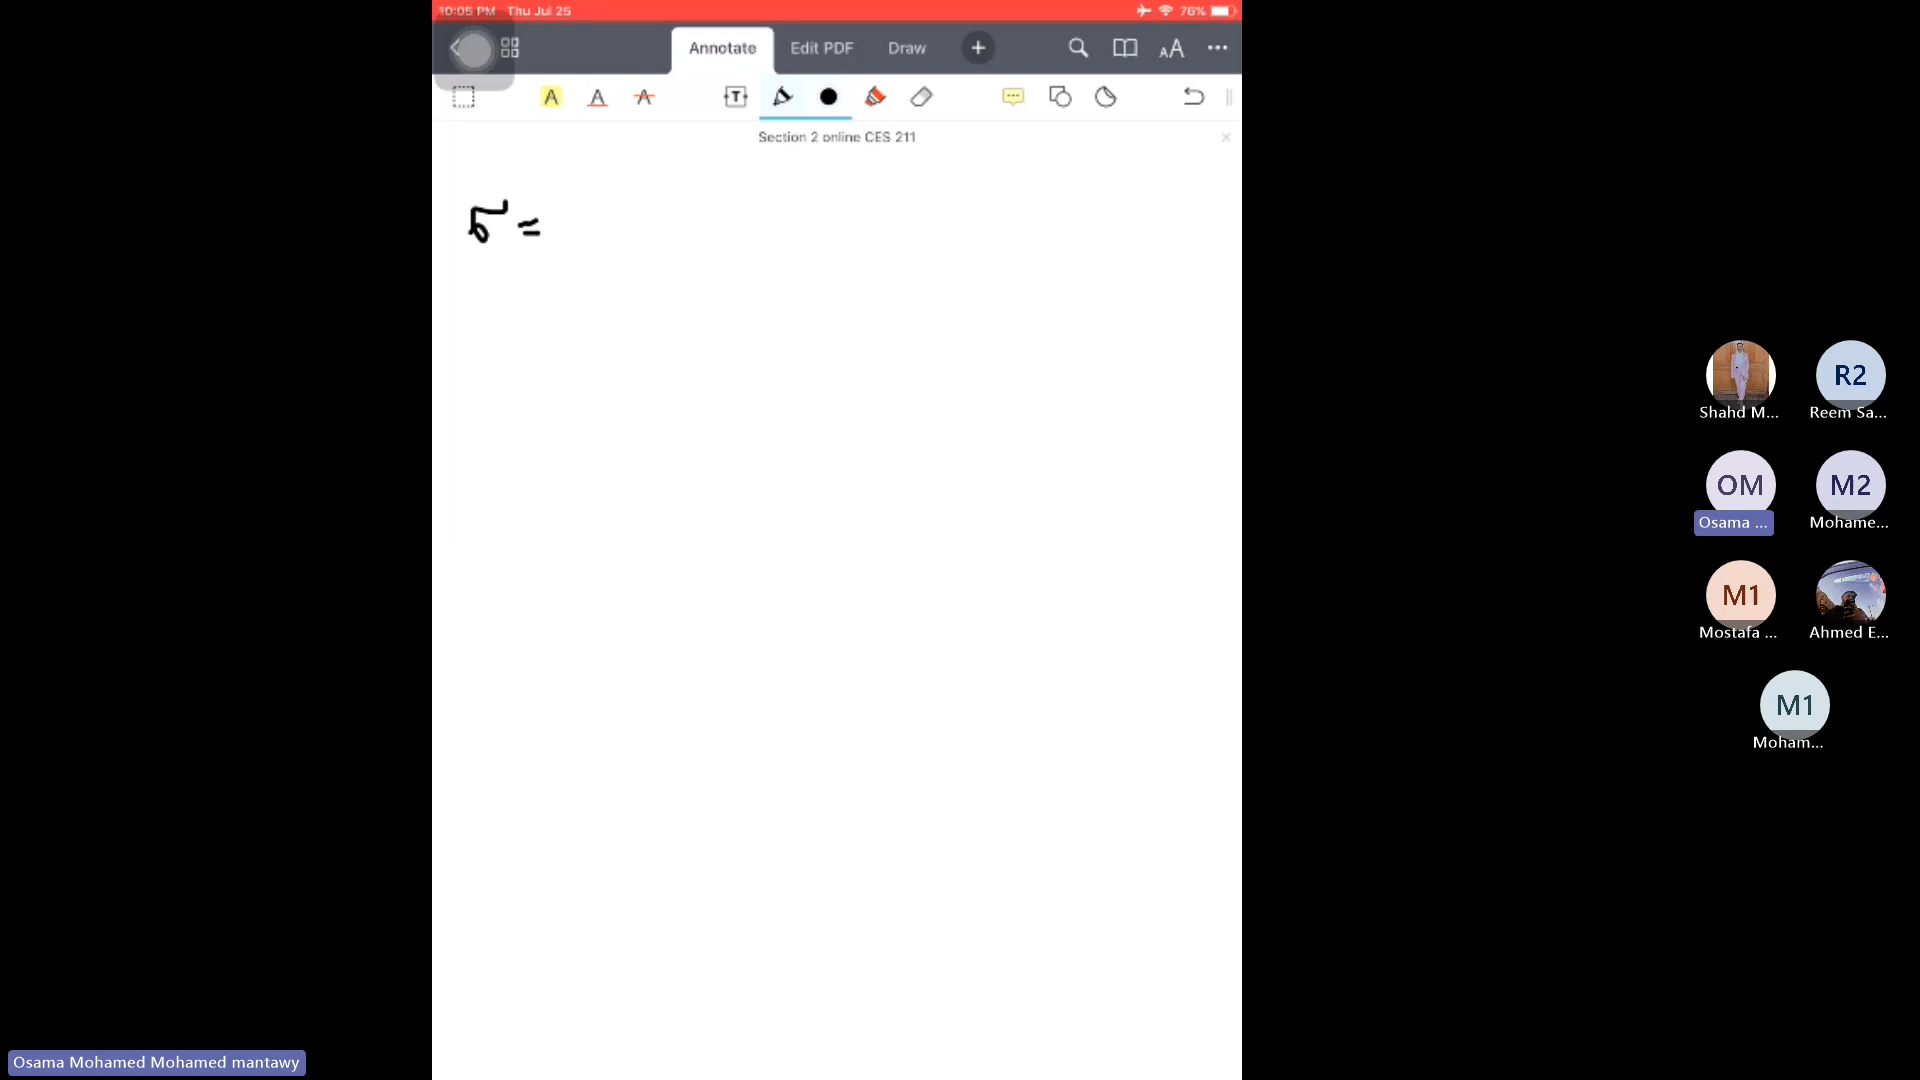 10:05 PM Thu Jul 25 76%
Annotate Edit PDF Draw
A A A T AA
Section 2 online CES 211
σ =
R2
Shahd M... Reem Sa...
OM M2
Osama ... Mohame...
M1
Mostafa ... Ahmed E...
M1
Moham...
Osama Mohamed Mohamed mantawy